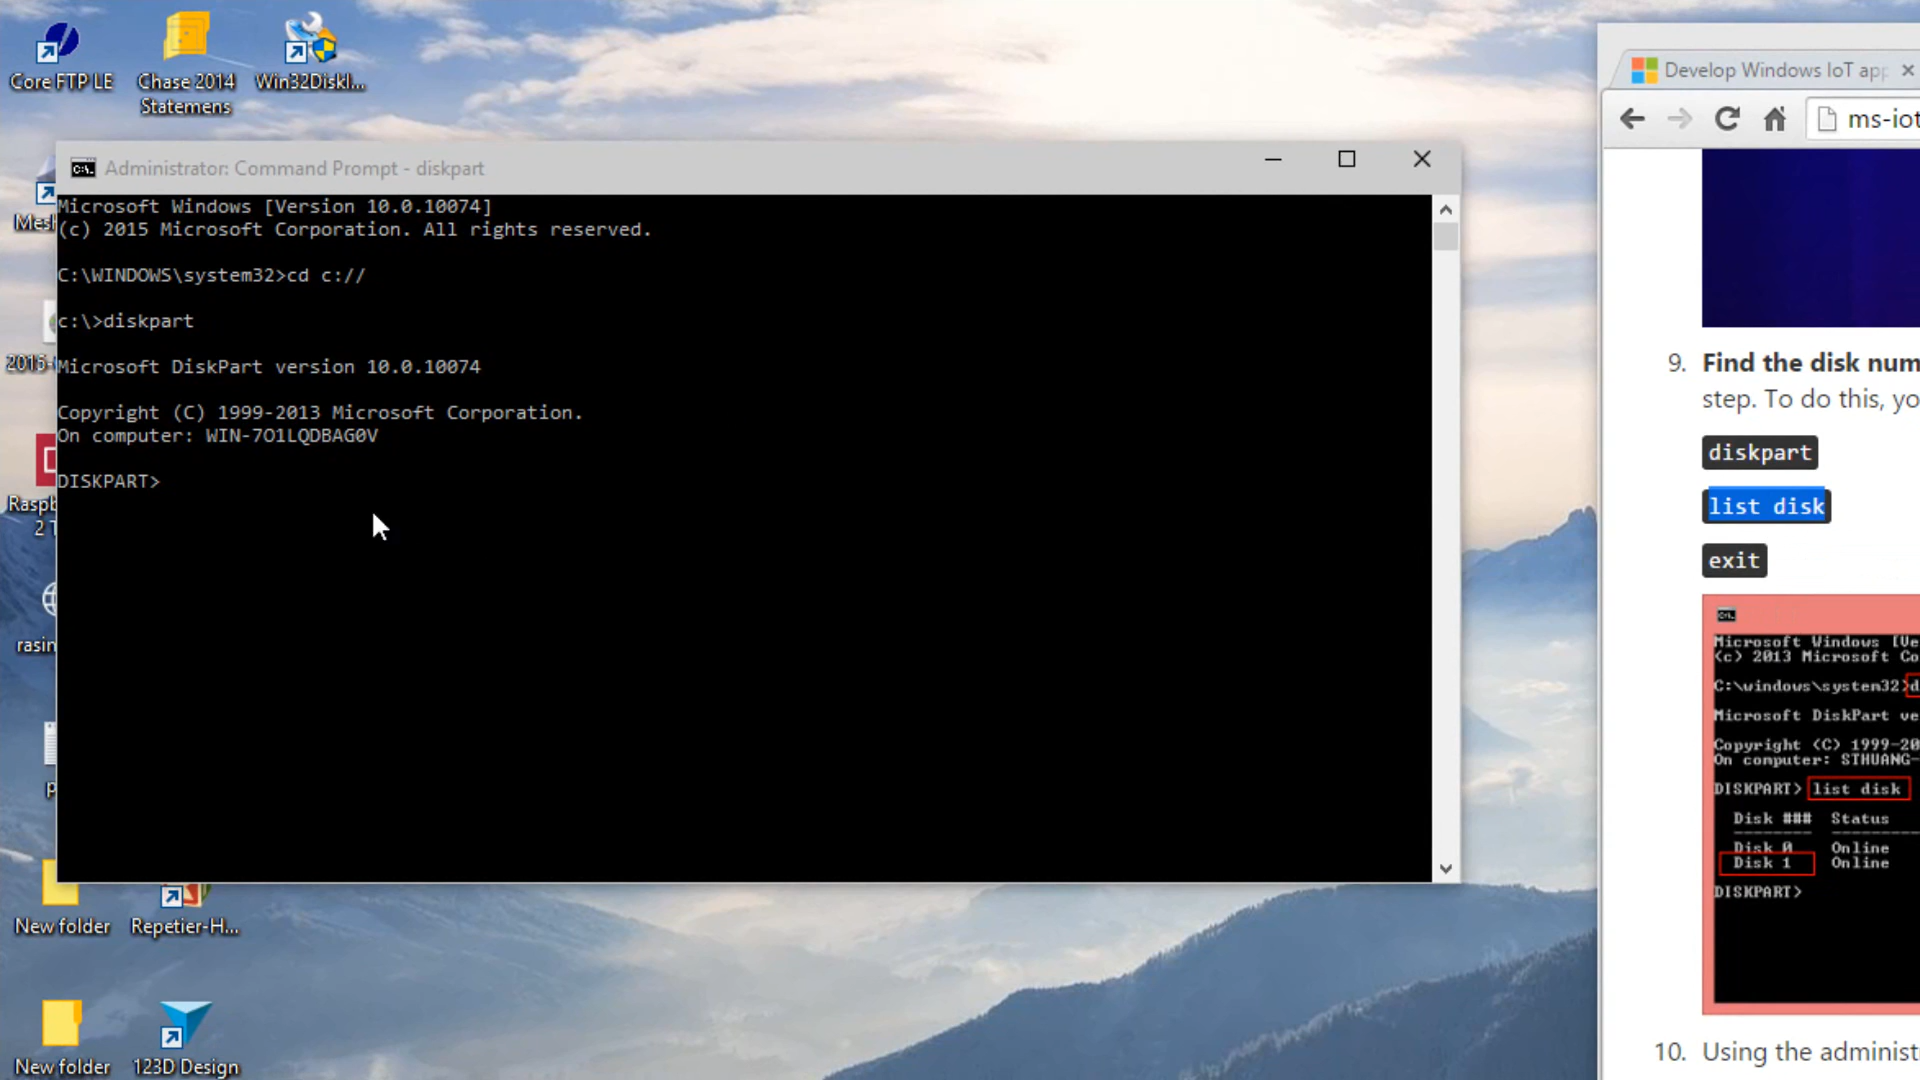 Core FTP LE
Chase 2014
Statemens
Win32DiskI...
Administrator: Command Prompt - diskpart
Microsoft Windows [Version 10.0.10074]
(c) 2015 Microsoft Corporation. All rights reserved.
C:\WINDOWS\system32>cd c://
c:\>diskpart
Microsoft DiskPart version 10.0.10074
Copyright (C) 1999-2013 Microsoft Corporation.
On computer: WIN-7O1LQDBAG0V
DISKPART>
Mesh
2016-
Raspb
2 T
rasin
p
New folder
Repetier-H...
New folder
123D Design
Develop Windows IoT app
ms-iot
9. Find the disk num
step. To do this, yo
diskpart
list disk
exit
Microsoft Windows [Ve
(c) 2013 Microsoft Co
C:\windows\system32>d
Microsoft DiskPart ve
Copyright (C) 1999-20
On computer: STHUANG-
DISKPART> list disk
Disk ### Status
Disk 0 Online
Disk 1 Online
DISKPART>
10. Using the administ